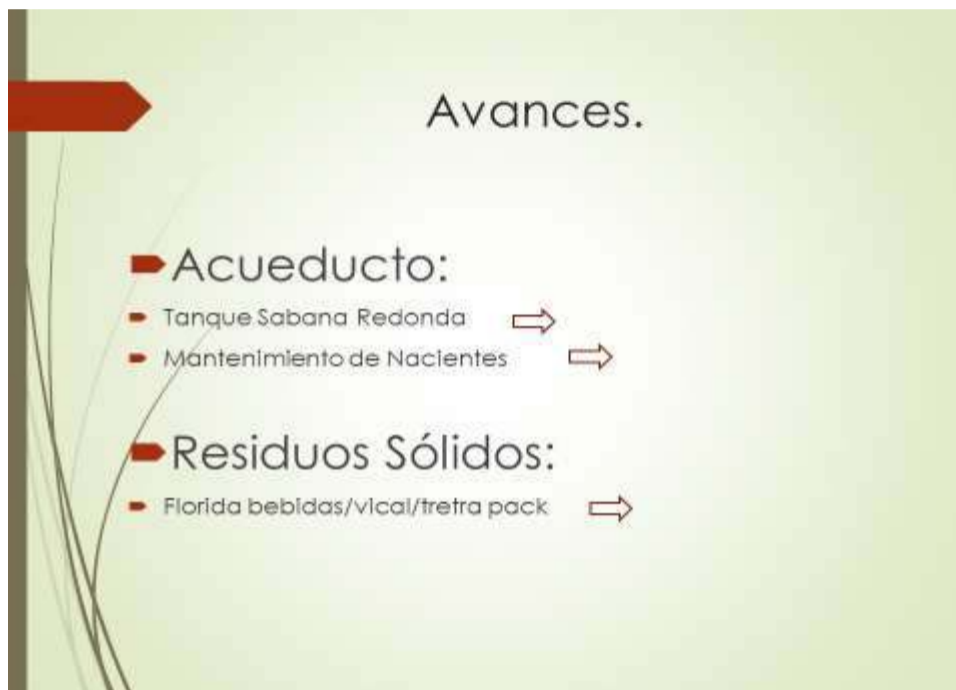 Avances.
Acueducto:
Tanque Sabana Redonda
Mantenimiento de Nacientes
Residuos Sólidos:
Florida bebidas/vical/tretra pack